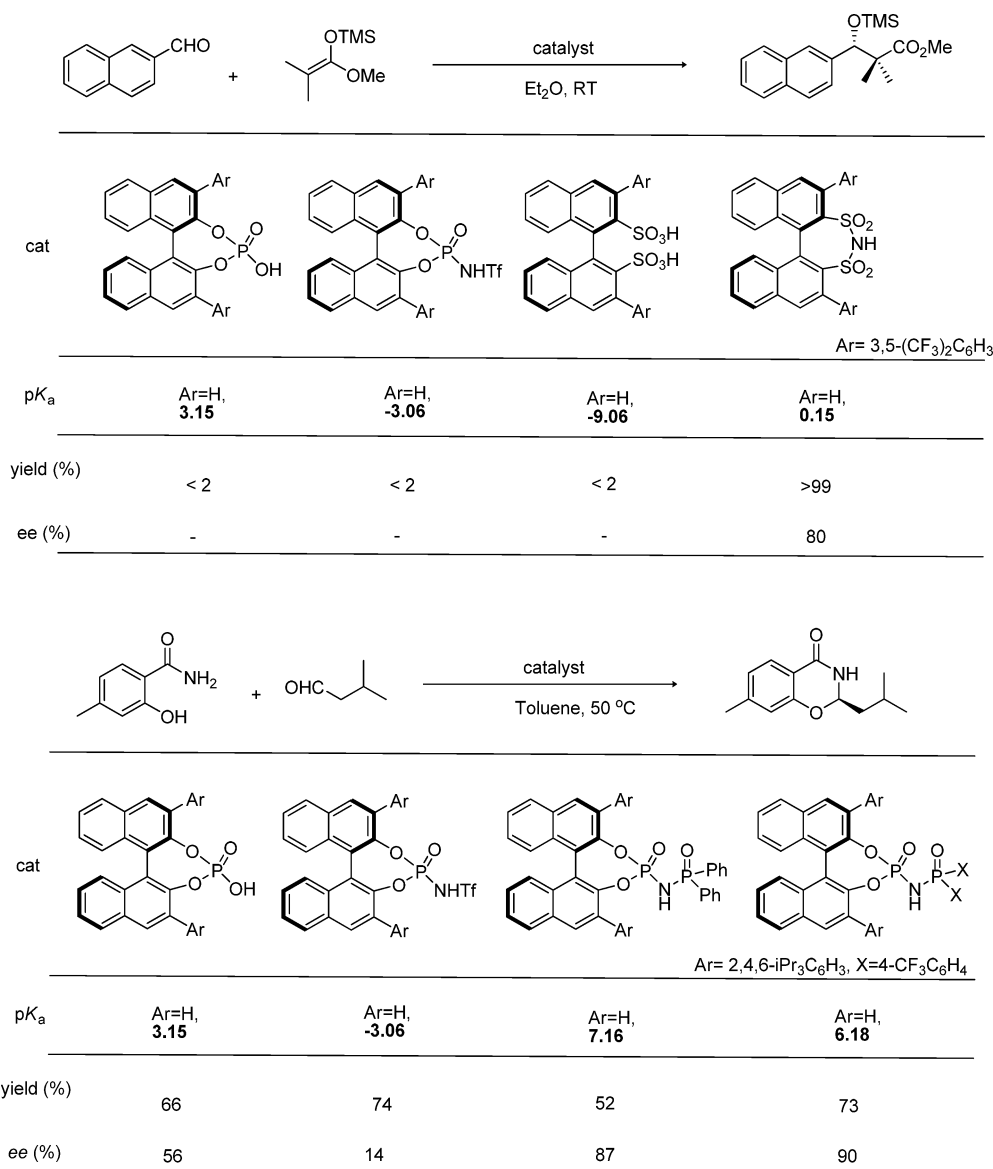 CHO
+
OTMS
OMe
catalyst
Et2O, RT
OTMS
CO2Me
cat
Ar
O
O
P
O
OH
Ar
Ar
O
O
P
O
NHTf
Ar
Ar
SO3H
SO3H
Ar
Ar
SO2
NH
SO2
Ar
Ar= 3,5-(CF3)2C6H3
pKa
Ar=H, 
3.15
Ar=H,
-3.06
Ar=H,
-9.06
Ar=H,
0.15
yield (%)
< 2
< 2
< 2
>99
ee (%)
-
-
-
80
O
NH2
OH
+
OHC
catalyst
Toluene, 50 oC
O
NH
O
cat
Ar
O
O
P
O
OH
Ar
Ar
O
O
P
O
NHTf
Ar
Ar
O
O
O
P
P
Ph
O
N
H
Ph
Ar
Ar
O
O
O
P
P
X
O
N
H
X
Ar
Ar= 2,4,6-iPr3C6H3, X=4-CF3C6H4
pKa
Ar=H,
3.15
Ar=H,
-3.06
Ar=H,
7.16
Ar=H,
6.18
yield (%)
66
74
52
73
ee (%)
56
14
87
90